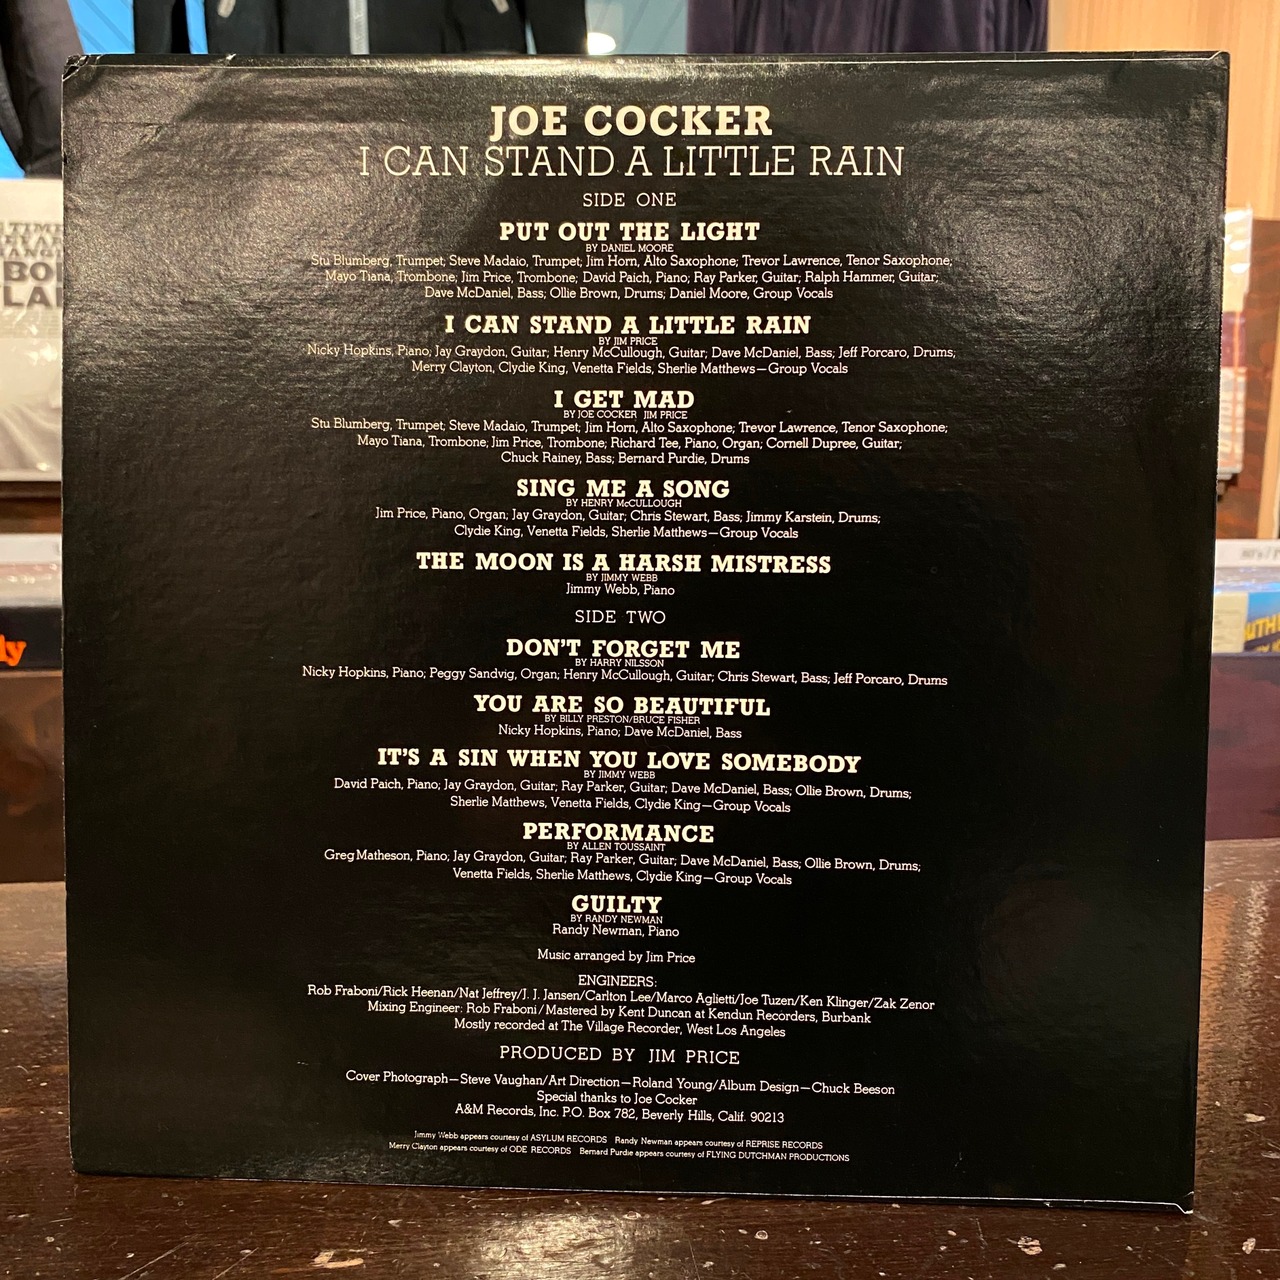 JOE COCKER
I CAN STAND A LITTLE RAIN
SIDE ONE
PUT OUT THE LIGHT
BY DANIEL MOORE
Stu Blumberg, Trumpet; Steve Madaio, Trumpet; Jim Horn, Alto Saxophone; Trevor Lawrence, Tenor Saxophone;
Mayo Tiana, Trombone; Jim Price, Trombone; David Paich, Piano; Ray Parker, Guitar; Ralph Hammer, Guitar;
Dave McDaniel, Bass; Ollie Brown, Drums; Daniel Moore, Group Vocals
I CAN STAND A LITTLE RAIN
BY JIM PRICE
Nicky Hopkins, Piano; Jay Graydon, Guitar; Henry McCullough, Guitar; Dave McDaniel, Bass; Jeff Porcaro, Drums;
Merry Clayton, Clydie King, Venetta Fields, Sherlie Matthews—Group Vocals
I GET MAD
BY JOE COCKER JIM PRICE
Stu Blumberg, Trumpet; Steve Madaio, Trumpet; Jim Horn, Alto Saxophone; Trevor Lawrence, Tenor Saxophone;
Mayo Tiana, Trombone; Jim Price, Trombone; Richard Tee, Piano, Organ; Cornell Dupree, Guitar;
Chuck Rainey, Bass; Bernard Purdie, Drums
SING ME A SONG
BY HENRY McCULLOUGH
Jim Price, Piano, Organ; Jay Graydon, Guitar; Chris Stewart, Bass; Jimmy Karstein, Drums;
Clydie King, Venetta Fields, Sherlie Matthews—Group Vocals
THE MOON IS A HARSH MISTRESS
BY JIMMY WEBB
Jimmy Webb, Piano
SIDE TWO
DON'T FORGET ME
BY HARRY NILSSON
Nicky Hopkins, Piano; Peggy Sandvig, Organ; Henry McCullough, Guitar; Chris Stewart, Bass; Jeff Porcaro, Drums
YOU ARE SO BEAUTIFUL
BY BILLY PRESTON/BRUCE FISHER
Nicky Hopkins, Piano; Dave McDaniel, Bass
IT'S A SIN WHEN YOU LOVE SOMEBODY
BY JIMMY WEBB
David Paich, Piano; Jay Graydon, Guitar; Ray Parker, Guitar; Dave McDaniel, Bass; Ollie Brown, Drums;
Sherlie Matthews, Venetta Fields, Clydie King—Group Vocals
PERFORMANCE
BY ALLEN TOUSSAINT
Greg Matheson, Piano; Jay Graydon, Guitar; Ray Parker, Guitar; Dave McDaniel, Bass; Ollie Brown, Drums;
Venetta Fields, Sherlie Matthews, Clydie King—Group Vocals
GUILTY
BY RANDY NEWMAN
Randy Newman, Piano
Music arranged by Jim Price
ENGINEERS:
Rob Fraboni/Rick Heenan/Nat Jeffrey/J. J. Jansen/Carlton Lee/Marco Aglietti/Joe Tuzen/Ken Klinger/Zak Zenor
Mixing Engineer: Rob Fraboni/Mastered by Kent Duncan at Kendun Recorders, Burbank
Mostly recorded at The Village Recorder, West Los Angeles
PRODUCED BY JIM PRICE
Cover Photograph—Steve Vaughan/Art Direction—Roland Young/Album Design—Chuck Beeson
Special thanks to Joe Cocker
A&M Records, Inc. P.O. Box 782, Beverly Hills, Calif. 90213
Jimmy Webb appears courtesy of ASYLUM RECORDS Randy Newman appears courtesy of REPRISE RECORDS
Merry Clayton appears courtesy of ODE RECORDS Bernard Purdie appears courtesy of FLYING DUTCHMAN PRODUCTIONS